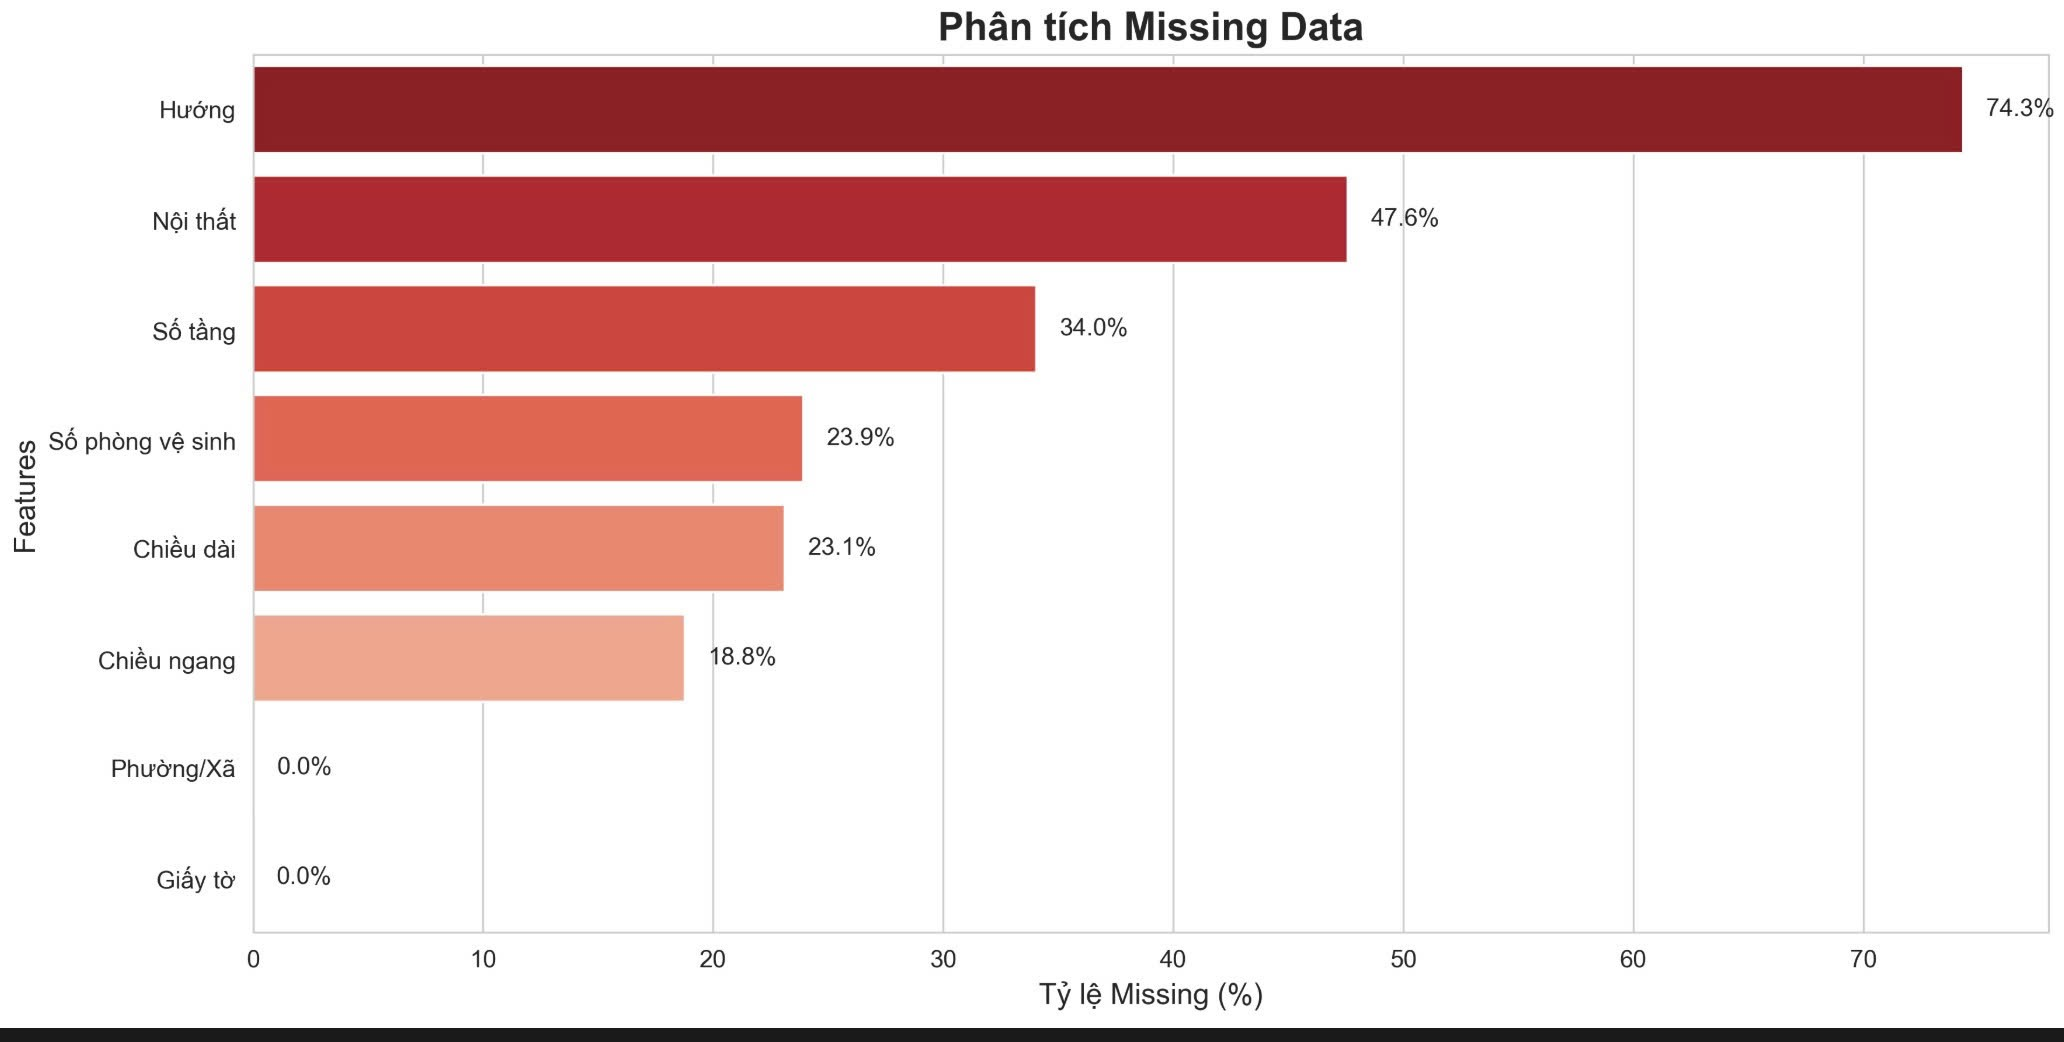 Phân tích Missing Data
Hướng
74.3%
Nội thất
47.6%
Số tầng
34.0%
Số phòng vệ sinh
23.9%
Chiều dài
23.1%
Chiều ngang
18.8%
Phường/Xã
0.0%
Giấy tờ
0.0%
Features
0 10 20 30 40 50 60 70
Tỷ lệ Missing (%)